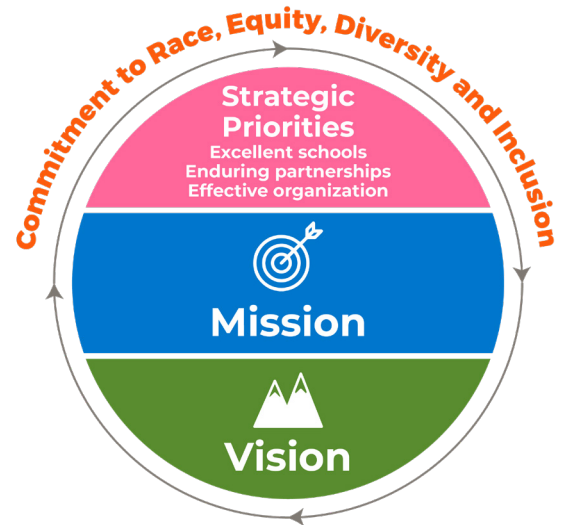 Commitment to Race, Equity, Diversity and Inclusion
Strategic
Priorities
Excellent schools
Enduring partnerships
Effective organization
Mission
Vision